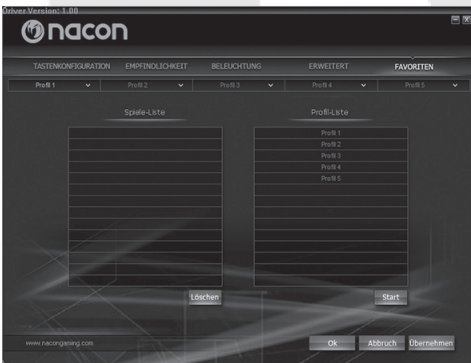 Driver Version: 1.00
nacon
TASTENKONFIGURATION EMPFINDLICHKEIT BELEUCHTUNG ERWEITERT FAVORITEN
Profil 1 Profil 2 Profil 3 Profil 4 Profil 5
Spiele-Liste Profil-Liste
Profil 1
Profil 2
Profil 3
Profil 4
Profil 5
Löschen Start
www.nacongaming.com Ok Abbruch Übernehmen